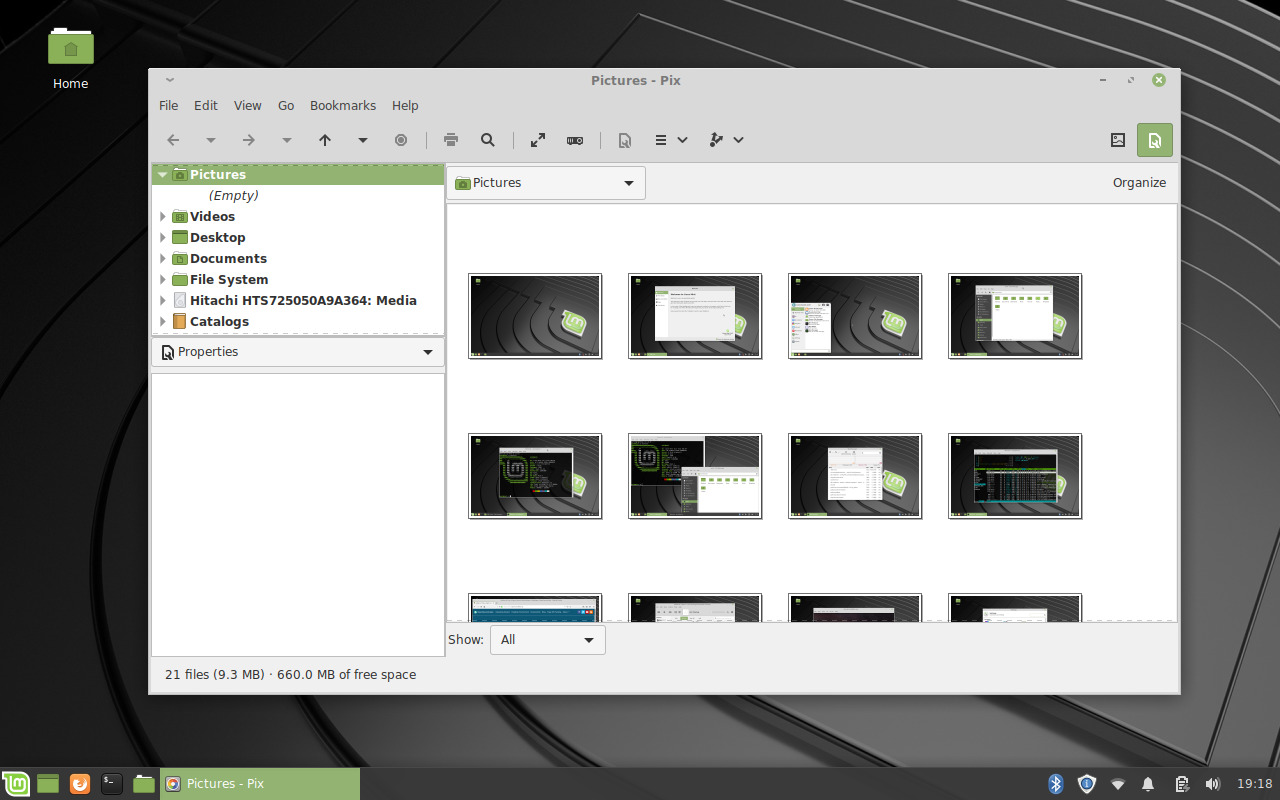 Home
Pictures - Pix
File Edit View Go Bookmarks Help
Pictures
(Empty)
Videos
Desktop
Documents
File System
Hitachi HTS725050A9A364: Media
Catalogs
Properties
Pictures
Organize
Show: All
21 files (9.3 MB) · 660.0 MB of free space
Pictures - Pix
19:18